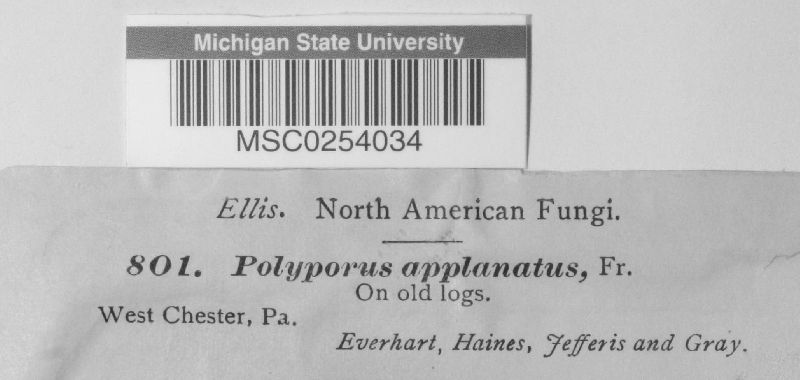 Michigan State University
MSC0254034
Ellis. North American Fungi.
801. Polyporus applanatus, Fr.
On old logs.
West Chester, Pa.
Everhart, Haines, Jefferis and Gray.